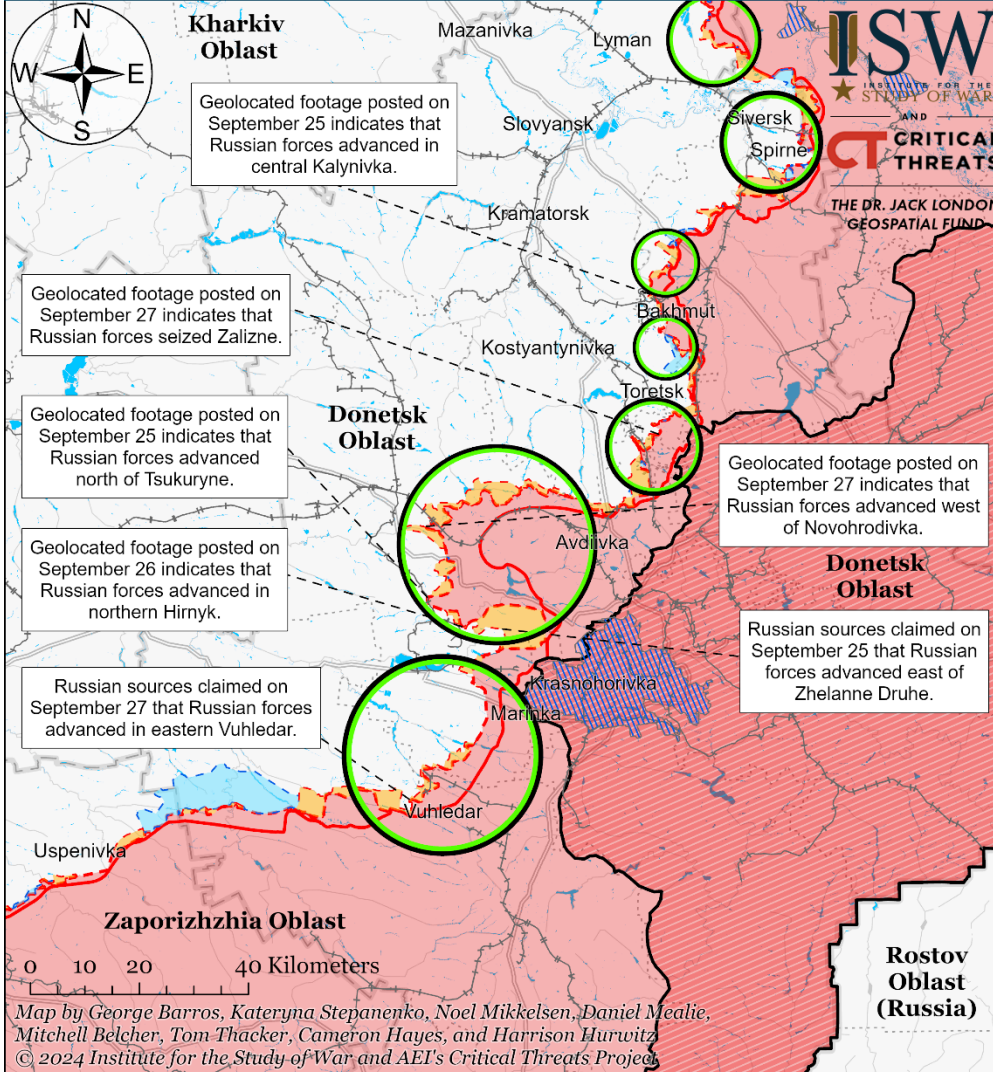 Kharkiv
Oblast
Mazanivka
Lyman
N
W
E
S
ISW
INSTITUTE FOR THE
STUDY OF WAR
AND
CT CRITICAL
THREATS
THE DR. JACK LONDON
GEOSPATIAL FUND
Geolocated footage posted on
September 25 indicates that
Russian forces advanced in
central Kalynivka.
Slovyansk
Siversk
Spirne
Kramatorsk
Geolocated footage posted on
September 27 indicates that
Russian forces seized Zalizne.
Bakhmut
Kostyantynivka
Toretsk
Donetsk
Oblast
Geolocated footage posted on
September 25 indicates that
Russian forces advanced
north of Tsukuryne.
Geolocated footage posted on
September 27 indicates that
Russian forces advanced west
of Novohrodivka.
Avdiivka
Geolocated footage posted on
September 26 indicates that
Russian forces advanced in
northern Hirnyk.
Donetsk
Oblast
Russian sources claimed on
September 25 that Russian
forces advanced east of
Zhelanne Druhe.
Krasnohorivka
Marinka
Russian sources claimed on
September 27 that Russian forces
advanced in eastern Vuhledar.
Vuhledar
Uspenivka
Zaporizhzhia Oblast
Rostov
Oblast
(Russia)
0 10 20 40 Kilometers
Map by George Barros, Kateryna Stepanenko, Noel Mikkelsen, Daniel Mealie,
Mitchell Belcher, Tom Thacker, Cameron Hayes, and Harrison Hurwitz
© 2024 Institute for the Study of War and AEI's Critical Threats Project